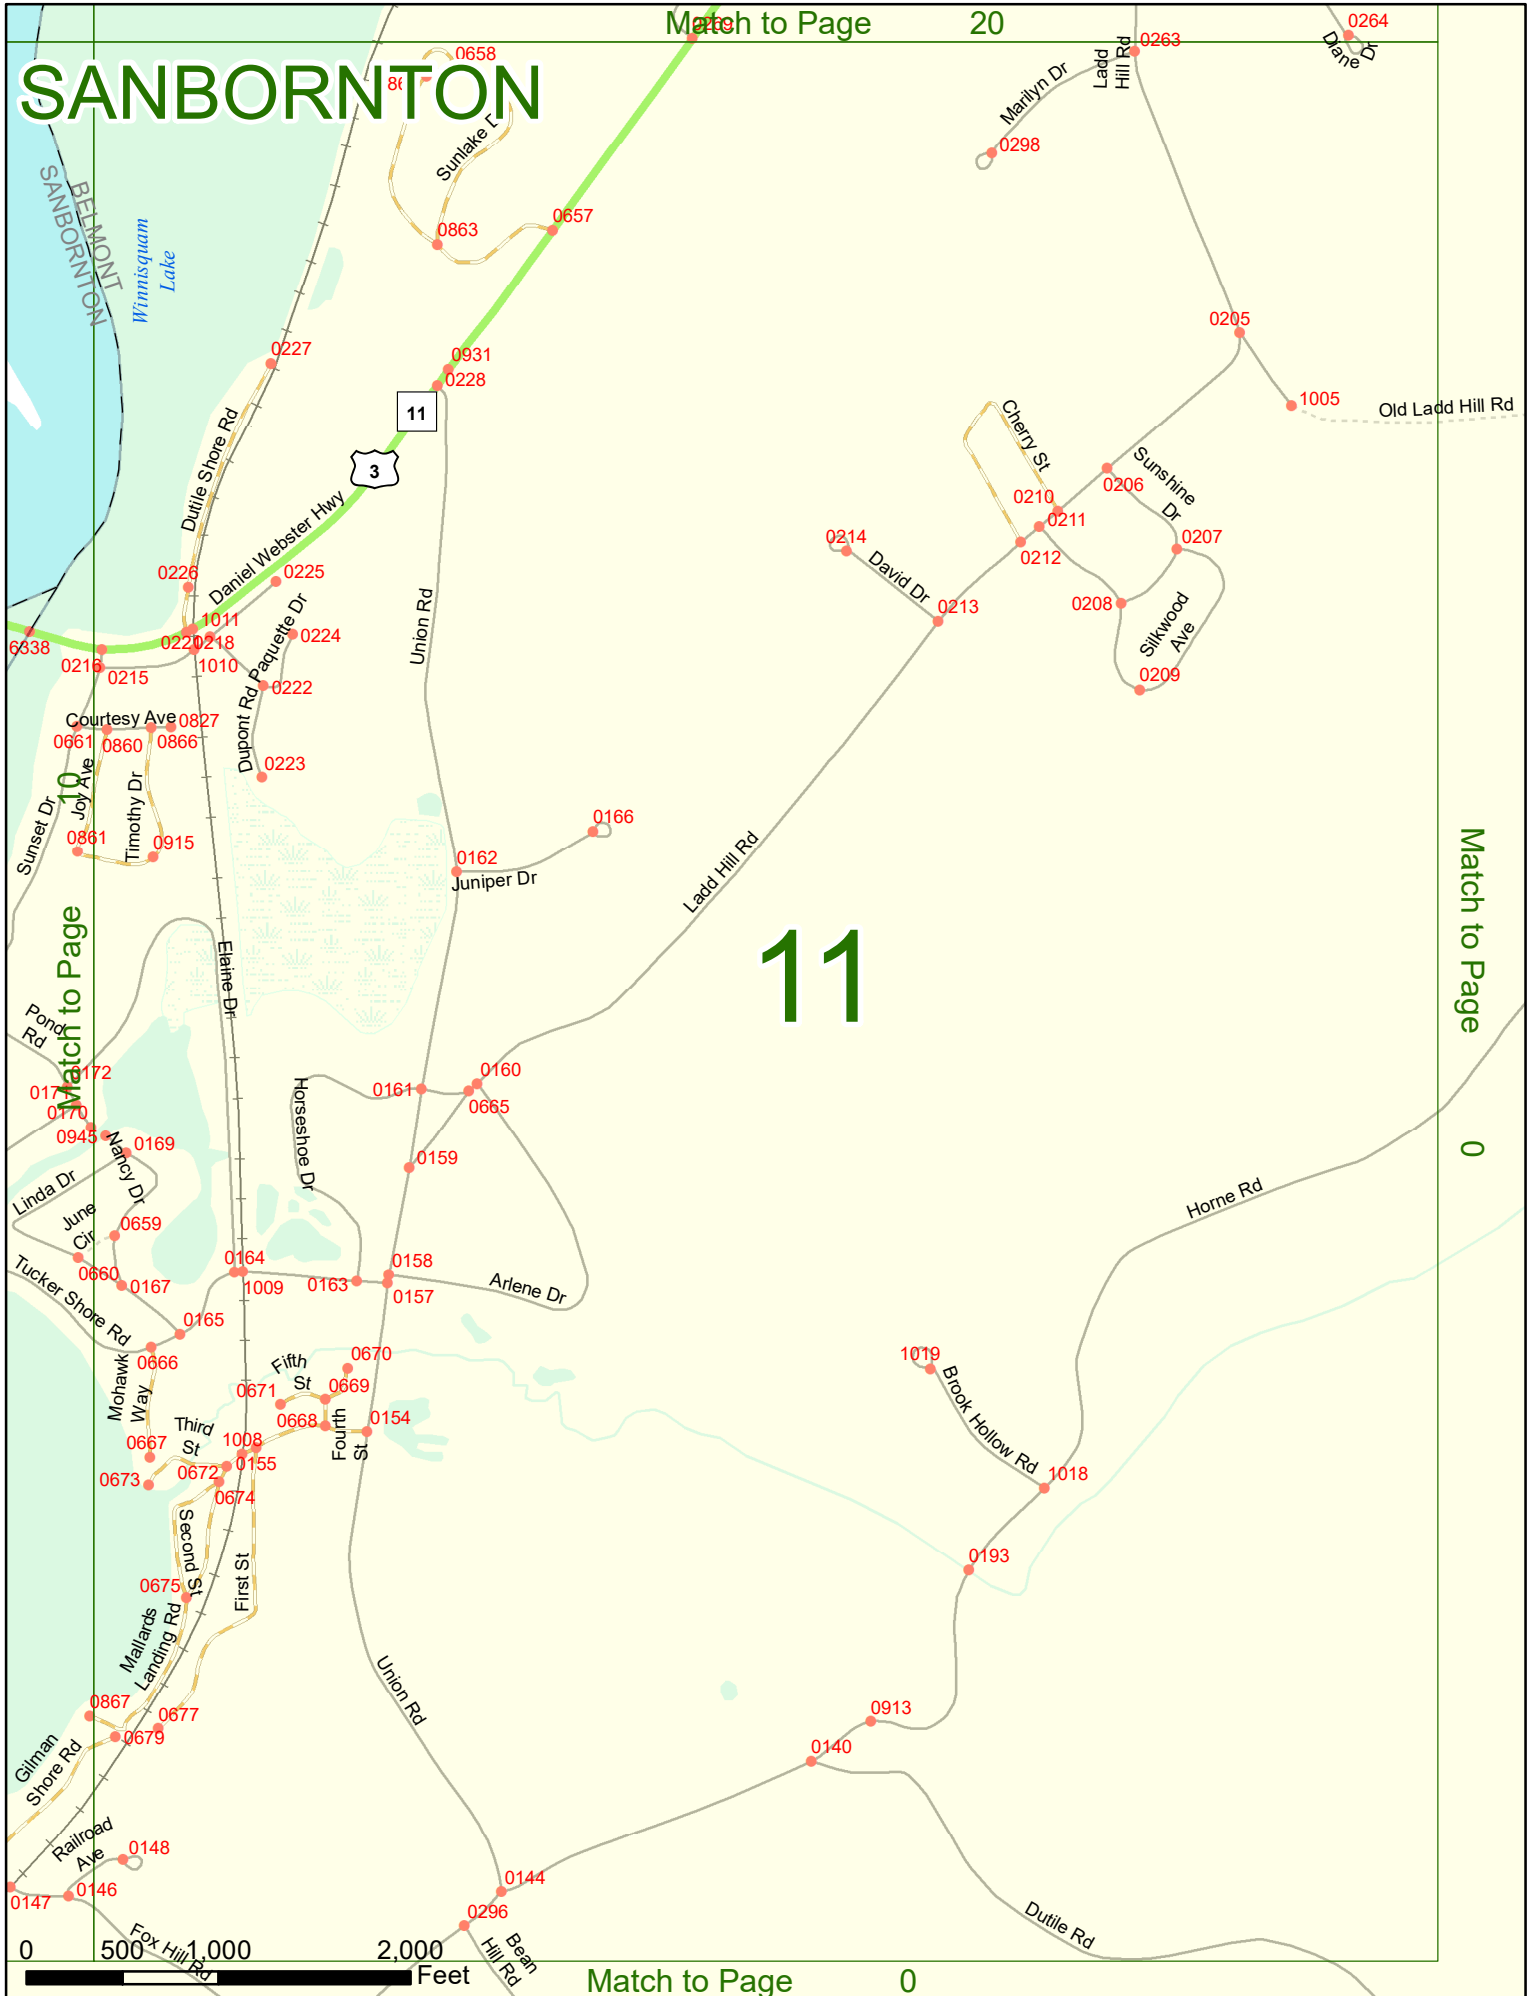 Match to Page 20
0269
0264
Diane Dr
0263
Ladd
Hill Rd
0658
SANBORNTON
Marilyn Dr
0298
Sunlake
BELMONT
SANBORNTON
Winnisquam
Lake
0863
0657
0205
0227
0931
0228
11
3
1005
Old Ladd Hill Rd
Cherry St
Sunshine
Dr
0206
0210
0211
0212
0207
0214
David Dr
0213
0208
Silkwood
Ave
0209
Dutile Shore Rd
Daniel Webster Hwy
0226
0225
1011
0218
1010
6338
0216
0215
Paquette Dr
0224
0222
Dupont Rd
0223
Union Rd
Courtesy Ave
0827
0661
0860
0866
Joy Ave
10
Timothy Dr
Sunset Dr
0861
0915
0166
0162
Juniper Dr
Ladd Hill Rd
Match to Page
0
11
Match to Page
Elaine Dr
Pond
Rd
0172
0170
0945
0169
Nancy Dr
Linda Dr
June
Cir
0659
0660
0167
Tucker Shore Rd
0165
0666
0164
1009
0163
Horseshoe Dr
0161
0160
0665
0159
0158
0157
Arlene Dr
Horne Rd
Mohawk
Way
0667
0673
Third
St
Fifth
St
0670
0671
0669
0668
Fourth
St
0154
1008
0155
0672
0674
Second St
First St
0675
Mallards
Landing Rd
0867
0677
0679
Gilman
Shore Rd
1019
Brook Hollow Rd
1018
0193
0913
0140
Union Rd
Railroad
Ave
0148
0147
0146
Fox Hill Rd
0144
0296
Bean
Hill Rd
Dutile Rd
0 500 1,000 2,000
Feet
Match to Page 0